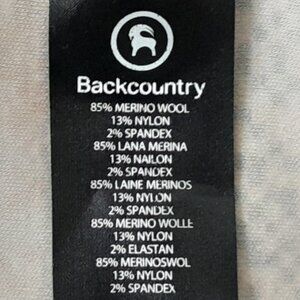 Backcountry
85% MERINO WOOL
13% NYLON
2% SPANDEX
85% LANA MERINA
13% NAILON
2% SPANDEX
85% LAINE MERINOS
13% NYLON
2% SPANDEX
85% MERINO WOLLE
13% NYLON
2% ELASTAN
85% MERINOSWOL
13% NYLON
2% SPANDEX